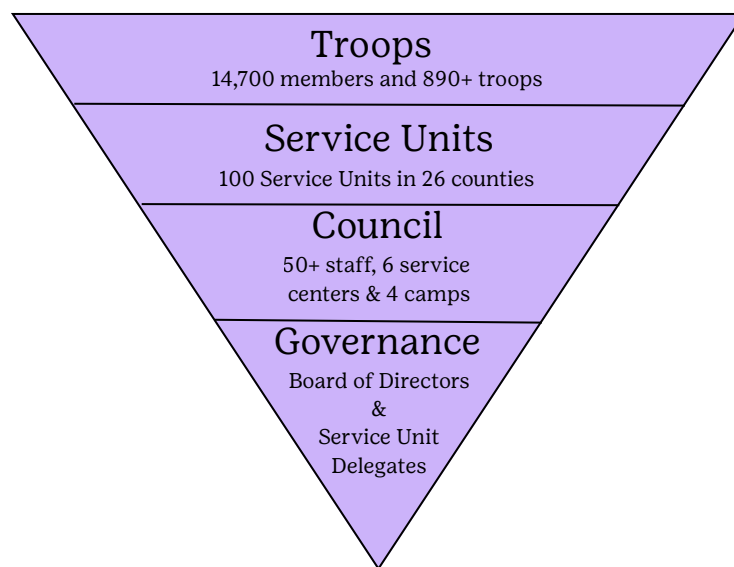 Troops
14,700 members and 890+ troops
Service Units
100 Service Units in 26 counties
Council
50+ staff, 6 service
centers & 4 camps
Governance
Board of Directors
&
Service Unit
Delegates